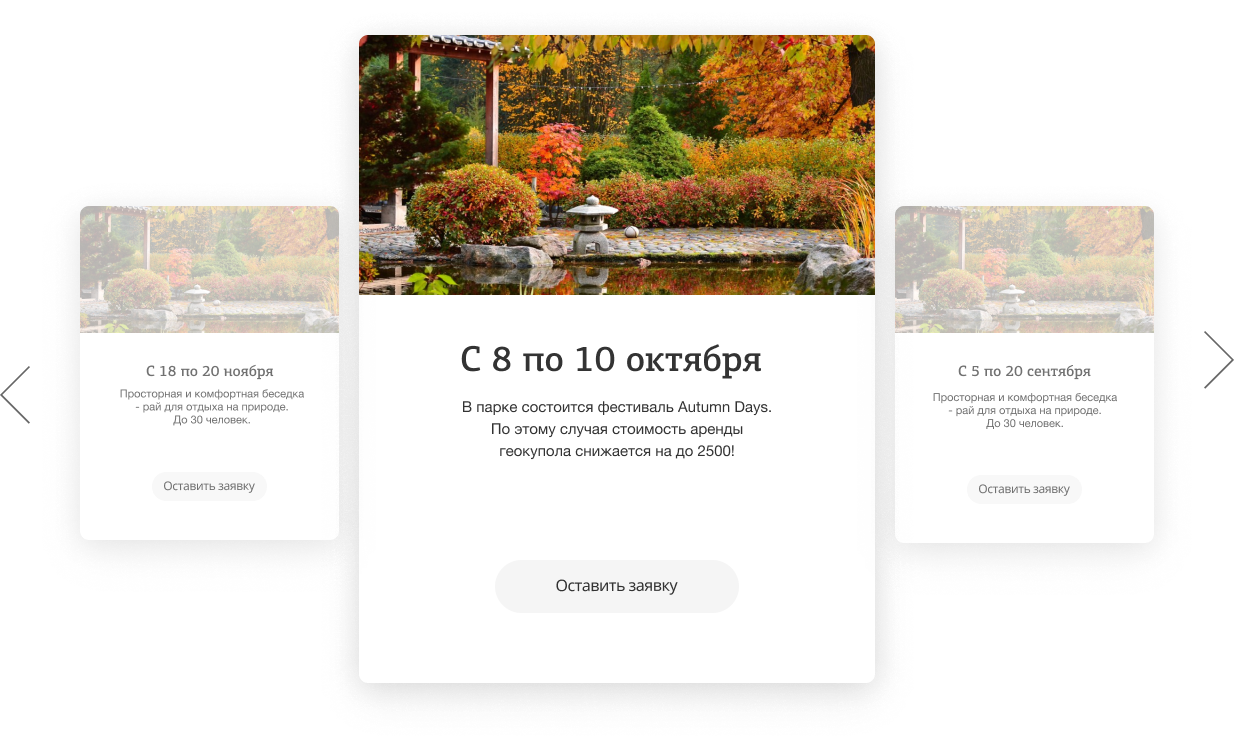 С 18 по 20 ноября
Просторная и комфортная беседка
- рай для отдыха на природе.
До 30 человек.
Оставить заявку
С 8 по 10 октября
В парке состоится фестиваль Autumn Days.
По этому случая стоимость аренды
геокупола снижается на до 2500!
Оставить заявку
С 5 по 20 сентября
Просторная и комфортная беседка
- рай для отдыха на природе.
До 30 человек.
Оставить заявку